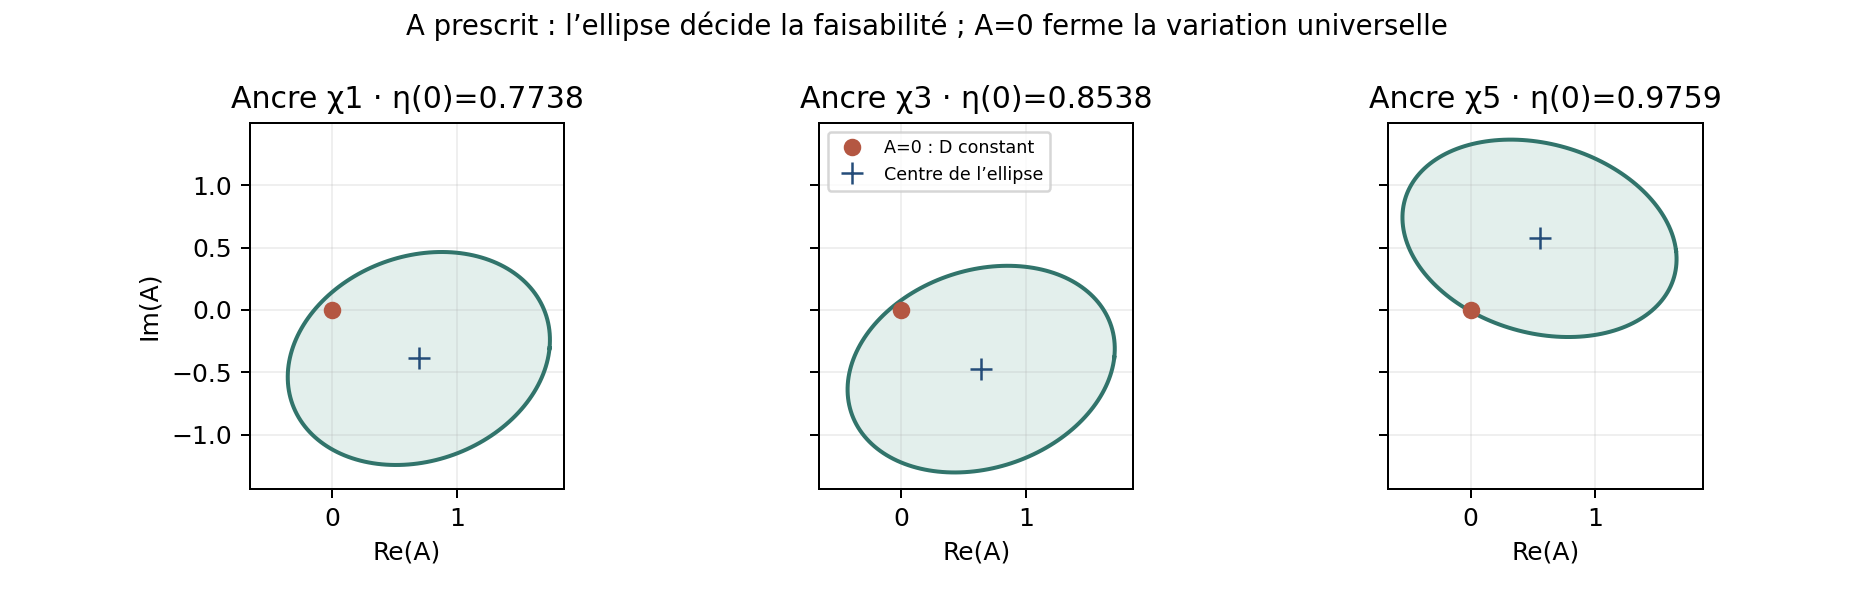 A prescrit : l’ellipse décide la faisabilité ; A=0 ferme la variation universelle
Ancre χ1 · η(0)=0.7738
Ancre χ3 · η(0)=0.8538
Ancre χ5 · η(0)=0.9759
A=0 : D constant
Centre de l’ellipse
Im(A)
1.0
0.5
0.0
−0.5
−1.0
0 1
0 1
0 1
Re(A)
Re(A)
Re(A)